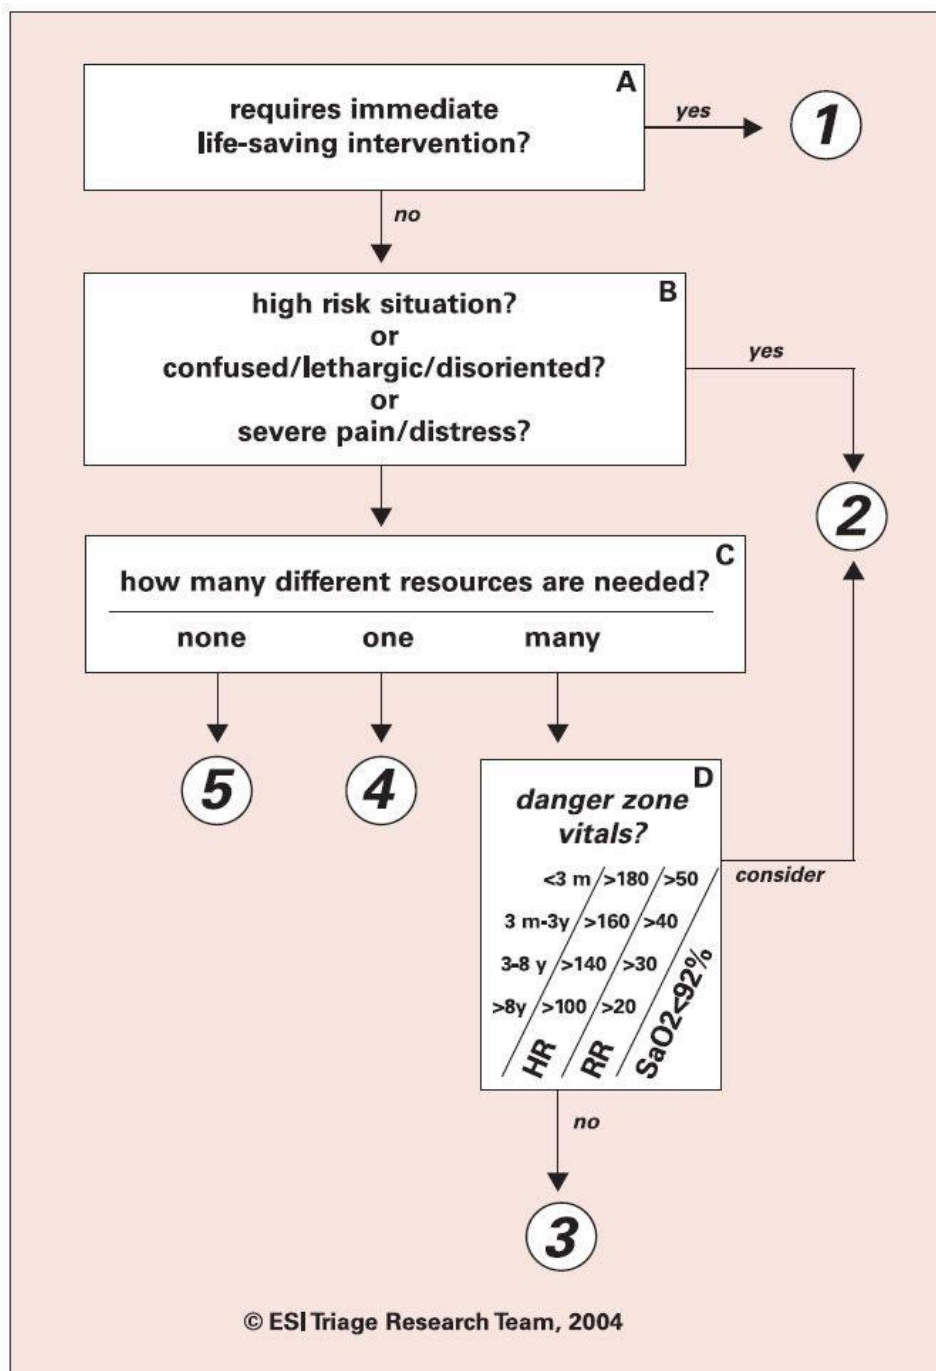 A
requires immediate
life-saving intervention?
yes
1
no
B
high risk situation?
or
confused/lethargic/disoriented?
or
severe pain/distress?
yes
2
C
how many different resources are needed?
none one many
5 4
D
danger zone
vitals?
consider
<3 m >180 >50
3 m-3y >160 >40
3-8 y >140 >30
>8y >100 >20
HR RR SaO2<92%
no
3
© ESI Triage Research Team, 2004